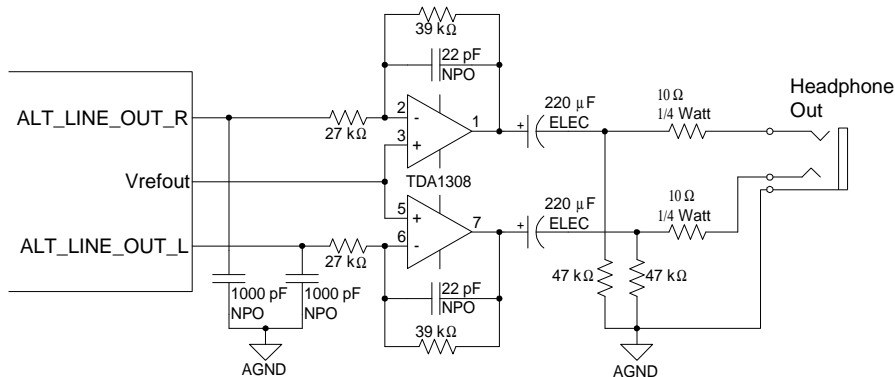 39 kΩ
22 pF
NPO
ALT_LINE_OUT_R
27 kΩ
2
-
3
+
1
TDA1308
+
220 µF
ELEC
10 Ω
1/4 Watt
Headphone
Out
Vrefout
ALT_LINE_OUT_L
27 kΩ
5
+
6
-
7
+
220 µF
ELEC
10 Ω
1/4 Watt
1000 pF
NPO
1000 pF
NPO
22 pF
NPO
39 kΩ
47 kΩ
47 kΩ
AGND
AGND